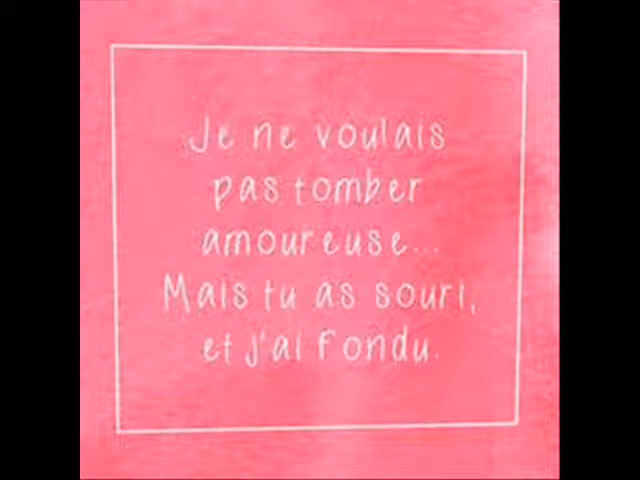 Je ne voulais
pas tomber
amoureuse...
Mais tu as souri,
et j'ai fondu.